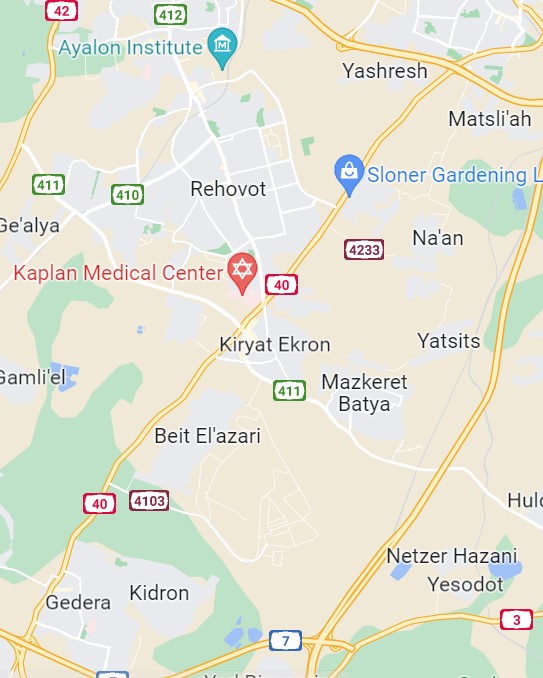 42
412
Ayalon Institute
M
Yashresh
Matsli'ah
Sloner Gardening L
411
410
Rehovot
Ge'alya
Na'an
4233
Kaplan Medical Center
40
Kiryat Ekron
Yatsits
Gamli'el
411
Mazkeret
Batya
Beit El'azari
40
4103
Hulo
Netzer Hazani
Yesodot
Kidron
Gedera
3
7